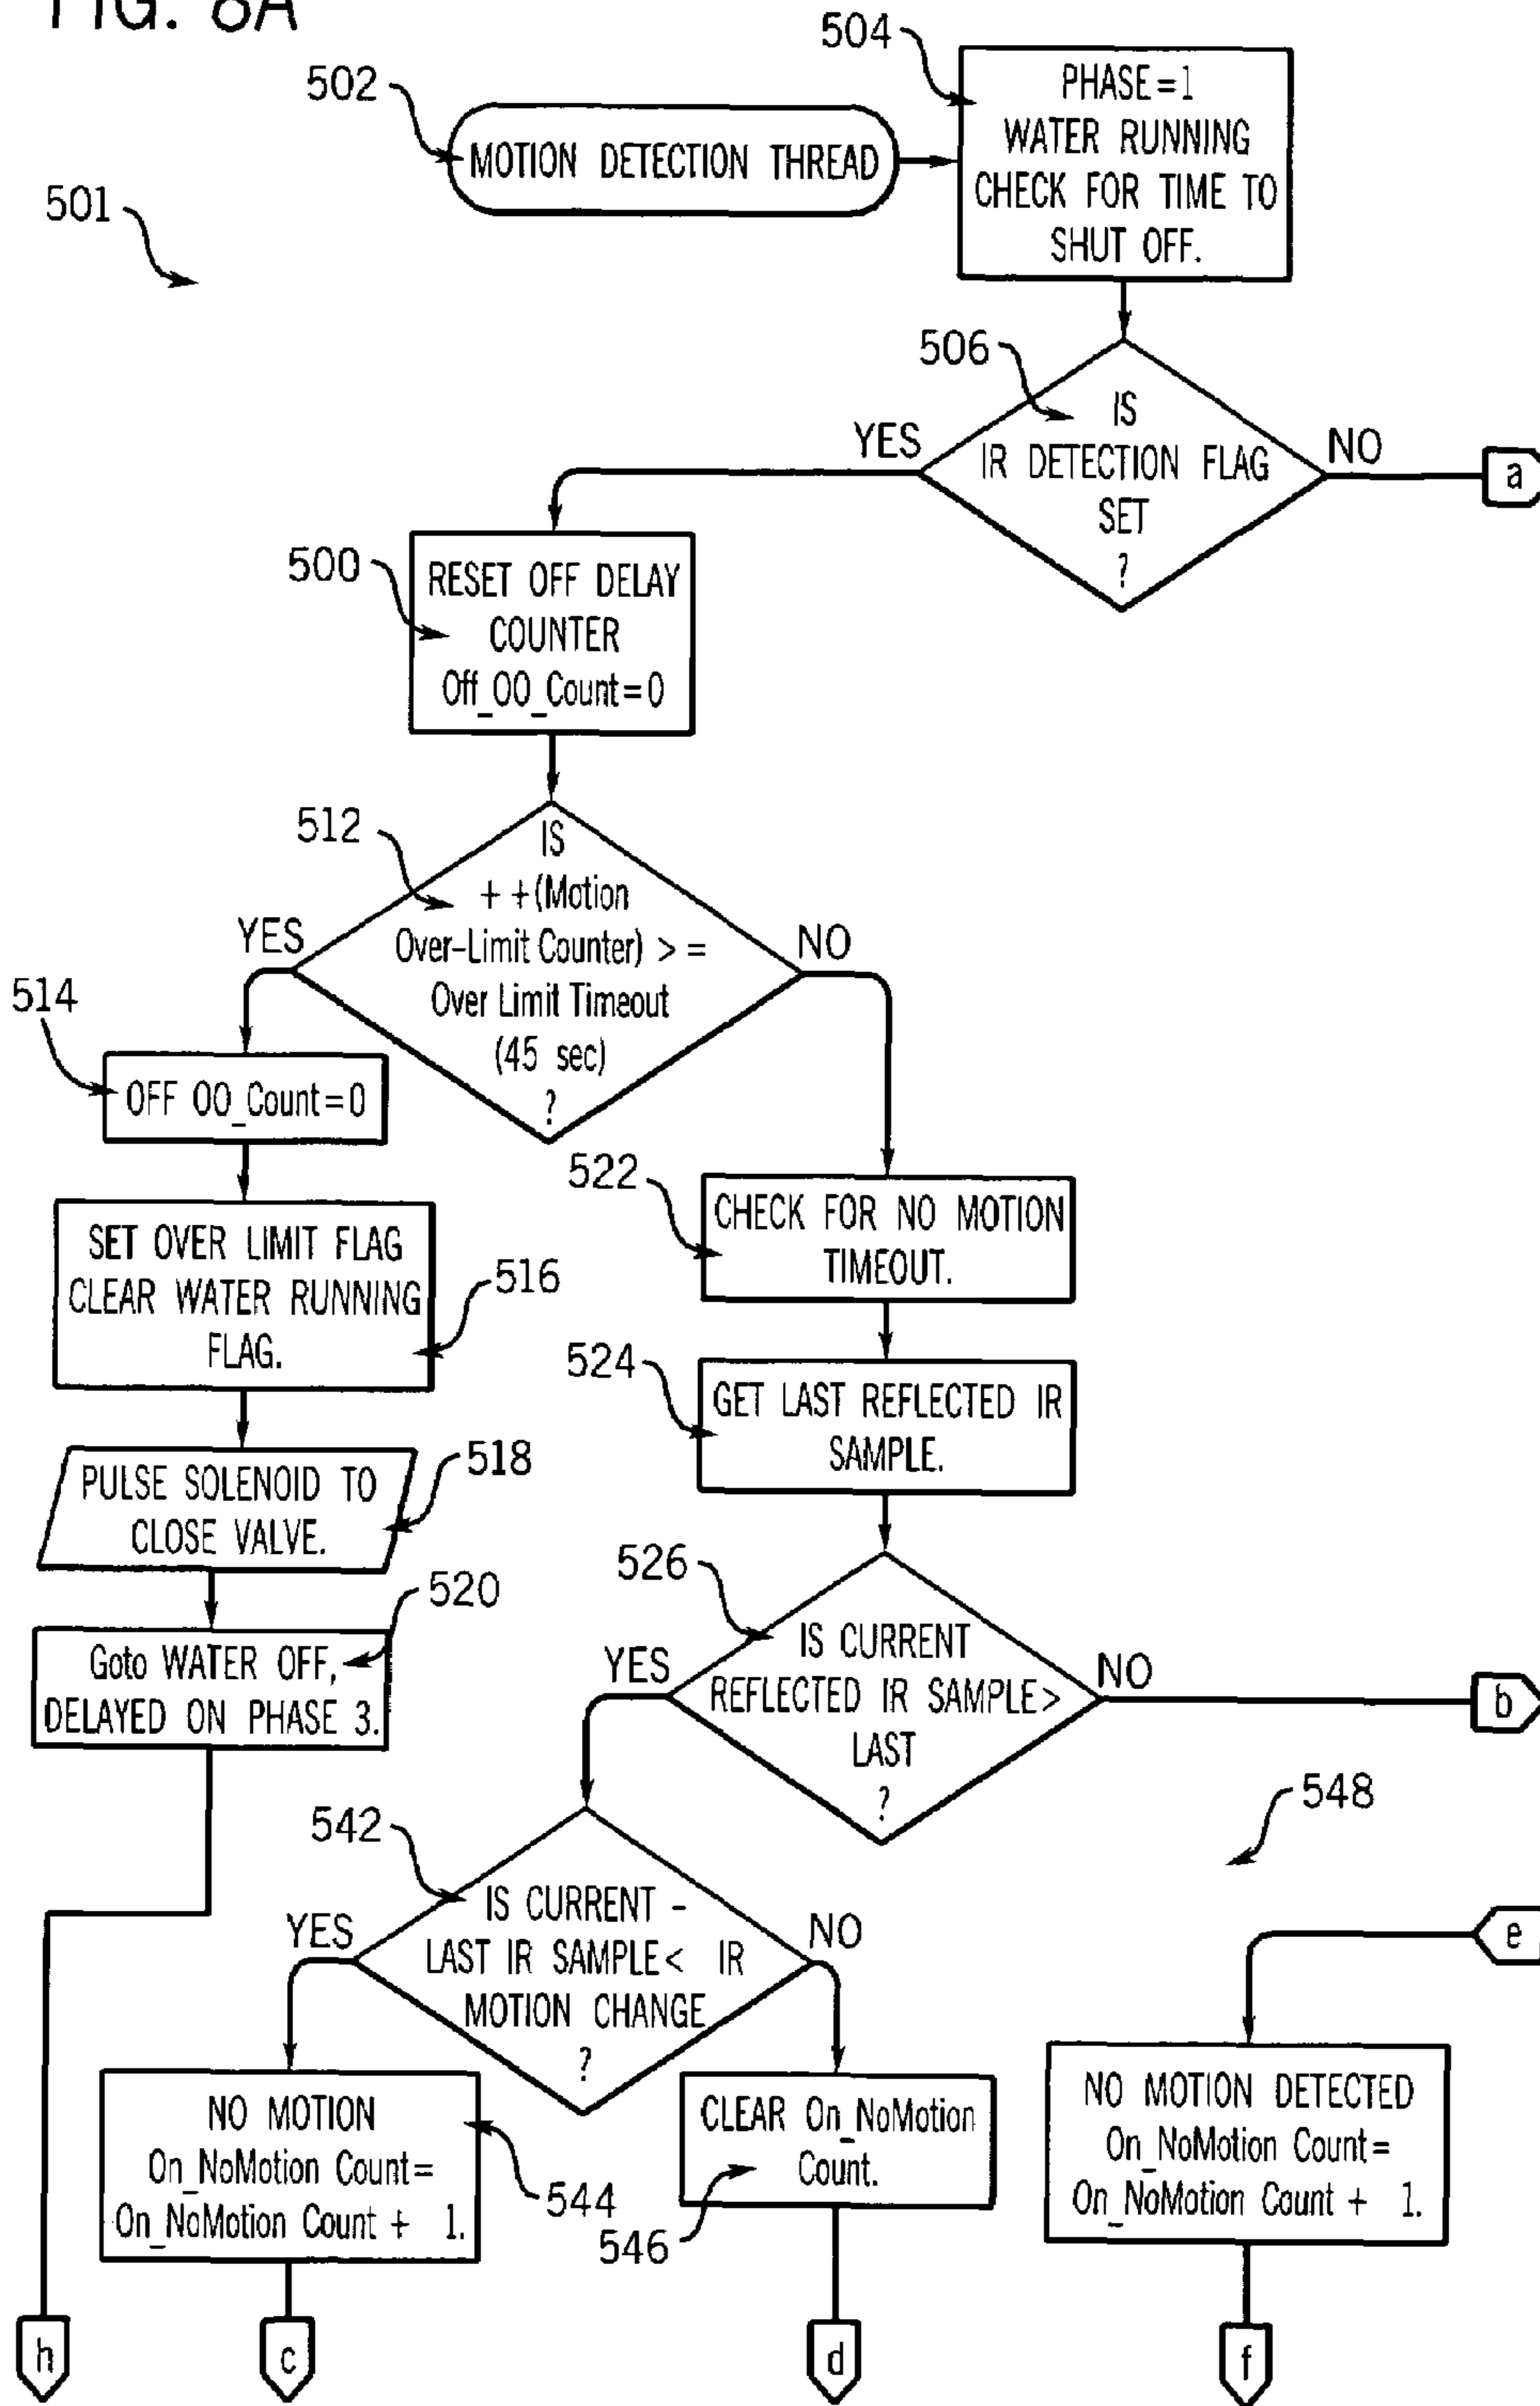 FIG. 8A
502
MOTION DETECTION THREAD
504
PHASE=1
WATER RUNNING
CHECK FOR TIME TO
SHUT OFF.
501
506
IS
IR DETECTION FLAG
SET
?
YES
NO
a
500
RESET OFF DELAY
COUNTER
Off_OO_Count=0
512
IS
++(Motion
Over-Limit Counter) >=
Over Limit Timeout
(45 sec)
?
YES
NO
514
OFF OO_Count=0
516
SET OVER LIMIT FLAG
CLEAR WATER RUNNING
FLAG.
518
PULSE SOLENOID TO
CLOSE VALVE.
520
Goto WATER OFF,
DELAYED ON PHASE 3.
522
CHECK FOR NO MOTION
TIMEOUT.
524
GET LAST REFLECTED IR
SAMPLE.
526
IS CURRENT
REFLECTED IR SAMPLE>
LAST
?
YES
NO
b
548
542
IS CURRENT -
LAST IR SAMPLE< IR
MOTION CHANGE
?
YES
NO
e
NO MOTION
On_NoMotion Count=
On_NoMotion Count + 1.
544
CLEAR On_NoMotion
Count.
546
NO MOTION DETECTED
On_NoMotion Count=
On_NoMotion Count + 1.
h
c
d
f